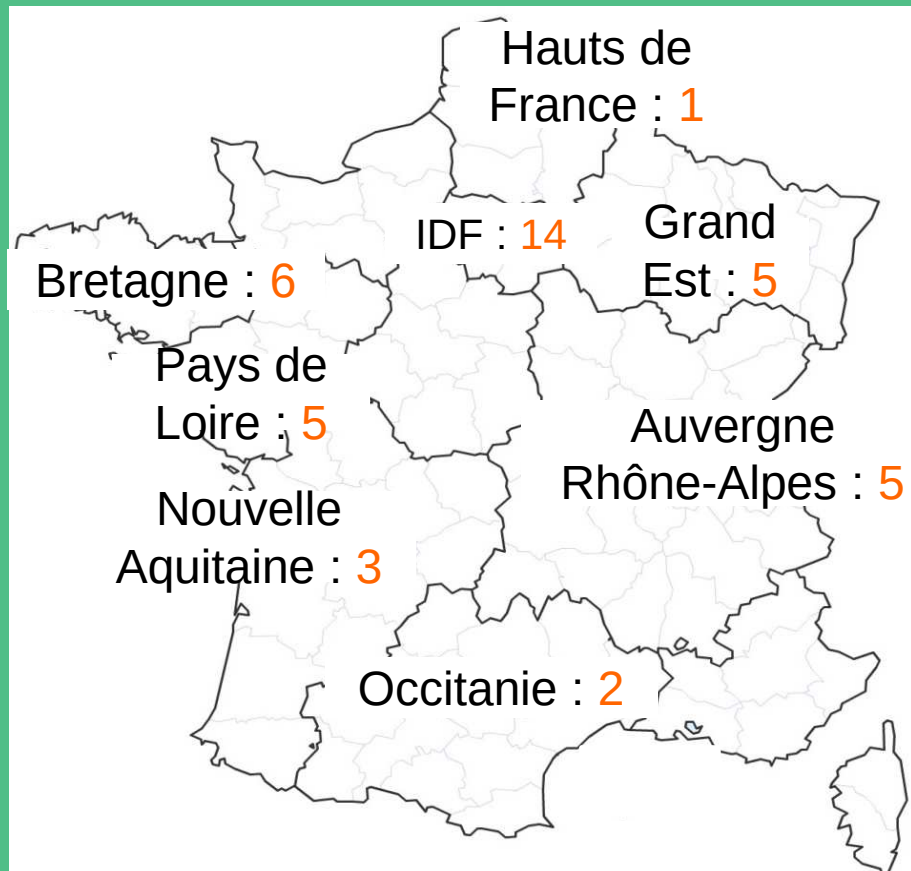 Hauts de
France : 1
IDF : 14
Grand
Est : 5
Bretagne : 6
Pays de
Loire : 5
Auvergne
Rhône-Alpes : 5
Nouvelle
Aquitaine : 3
Occitanie : 2